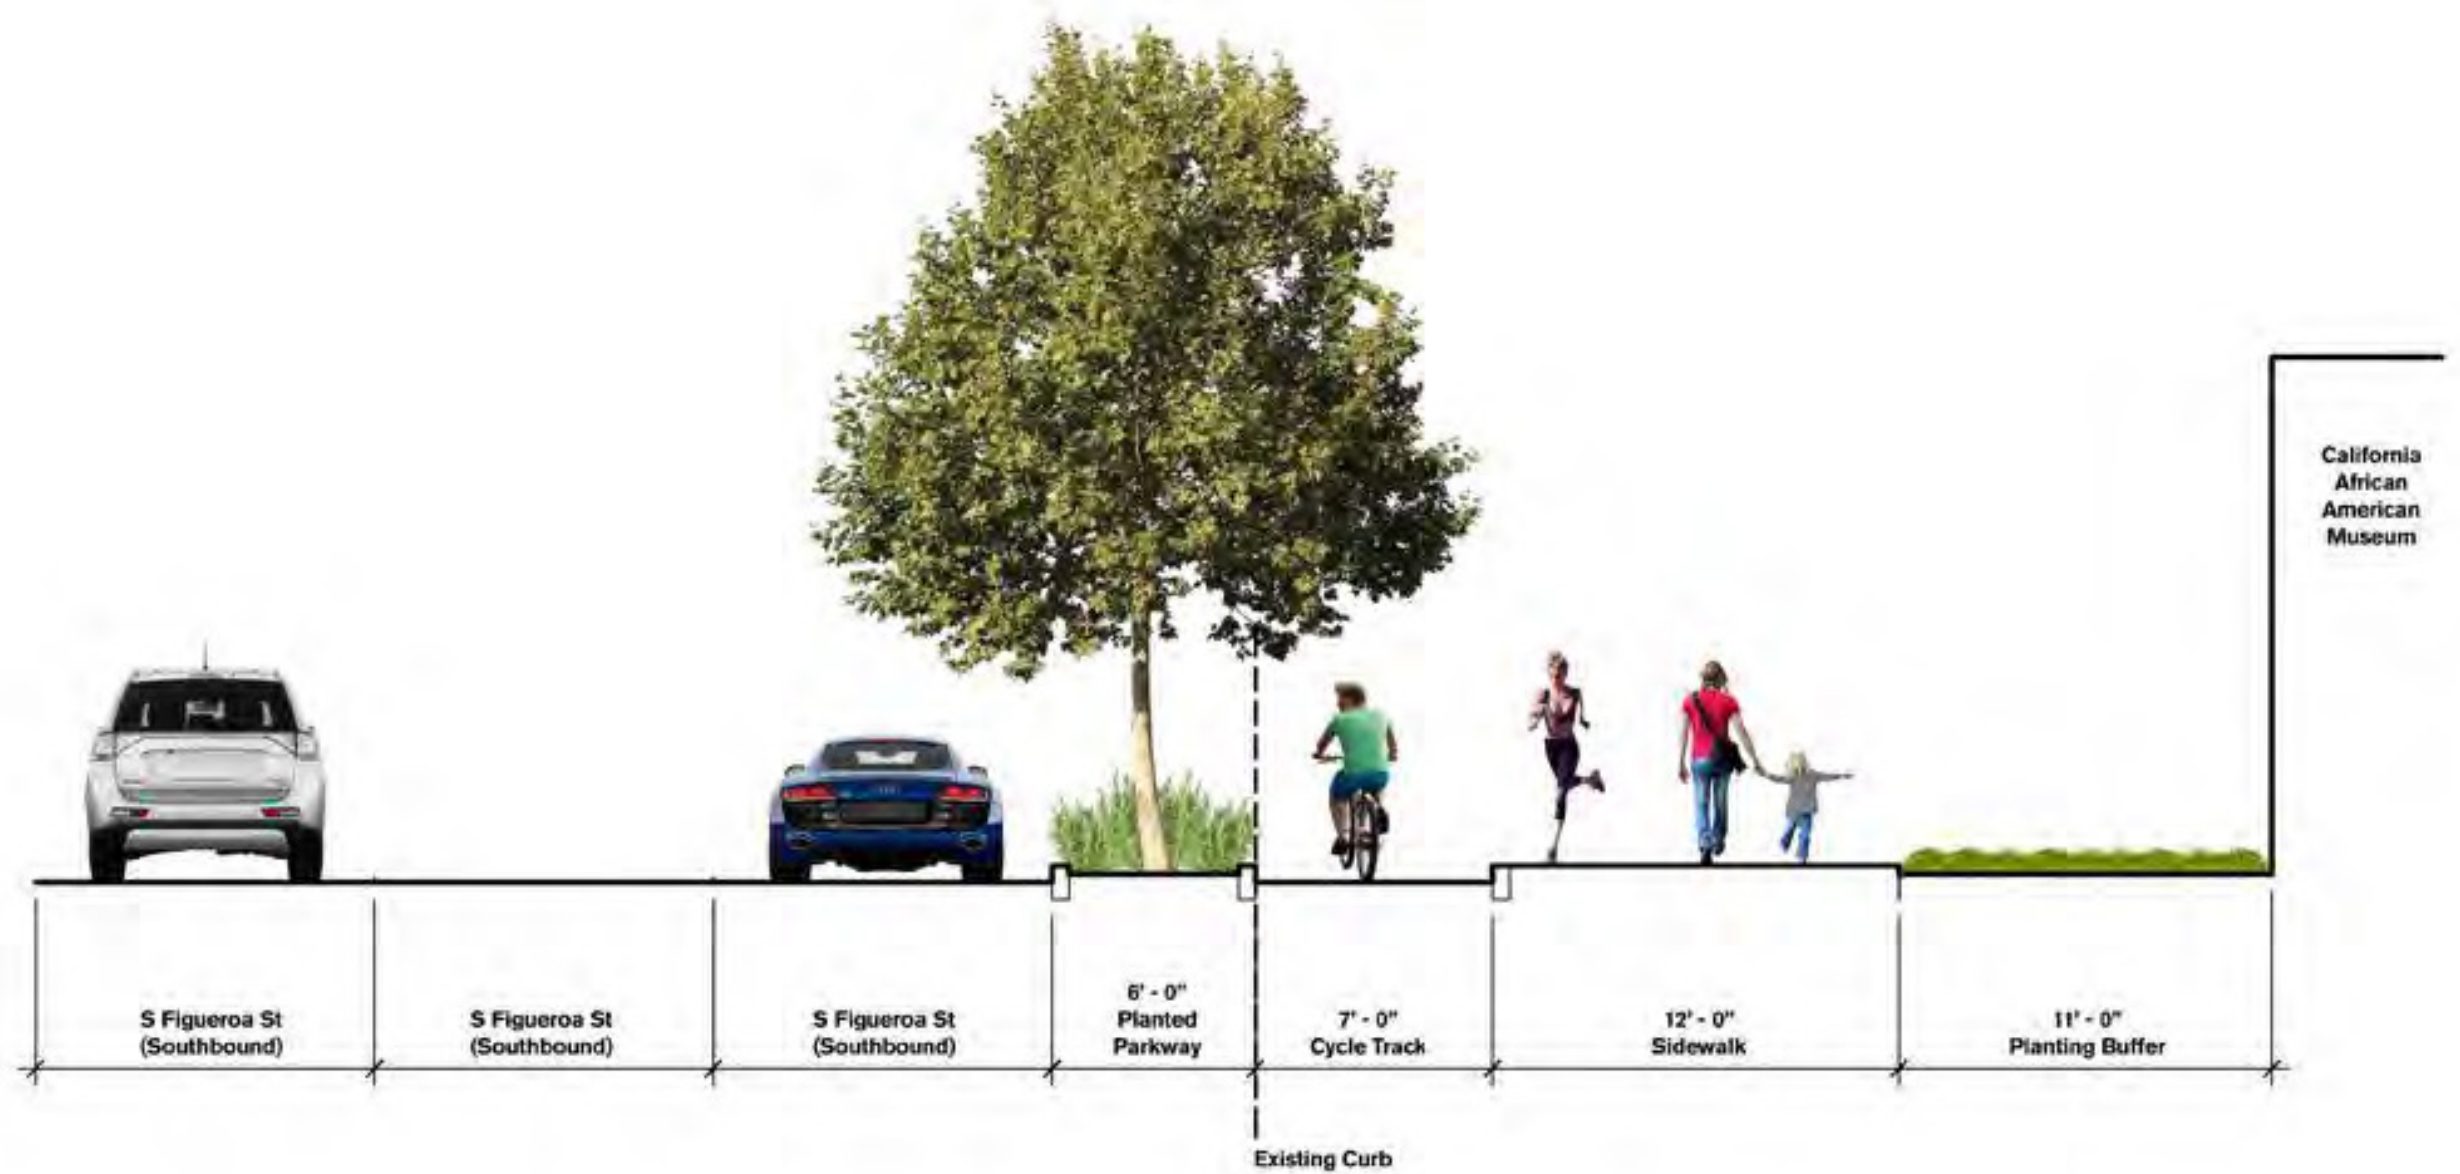 California
African
American
Museum
S Figueroa St
(Southbound)
S Figueroa St
(Southbound)
S Figueroa St
(Southbound)
6' - 0"
Planted
Parkway
7' - 0"
Cycle Track
12' - 0"
Sidewalk
11' - 0"
Planting Buffer
Existing Curb